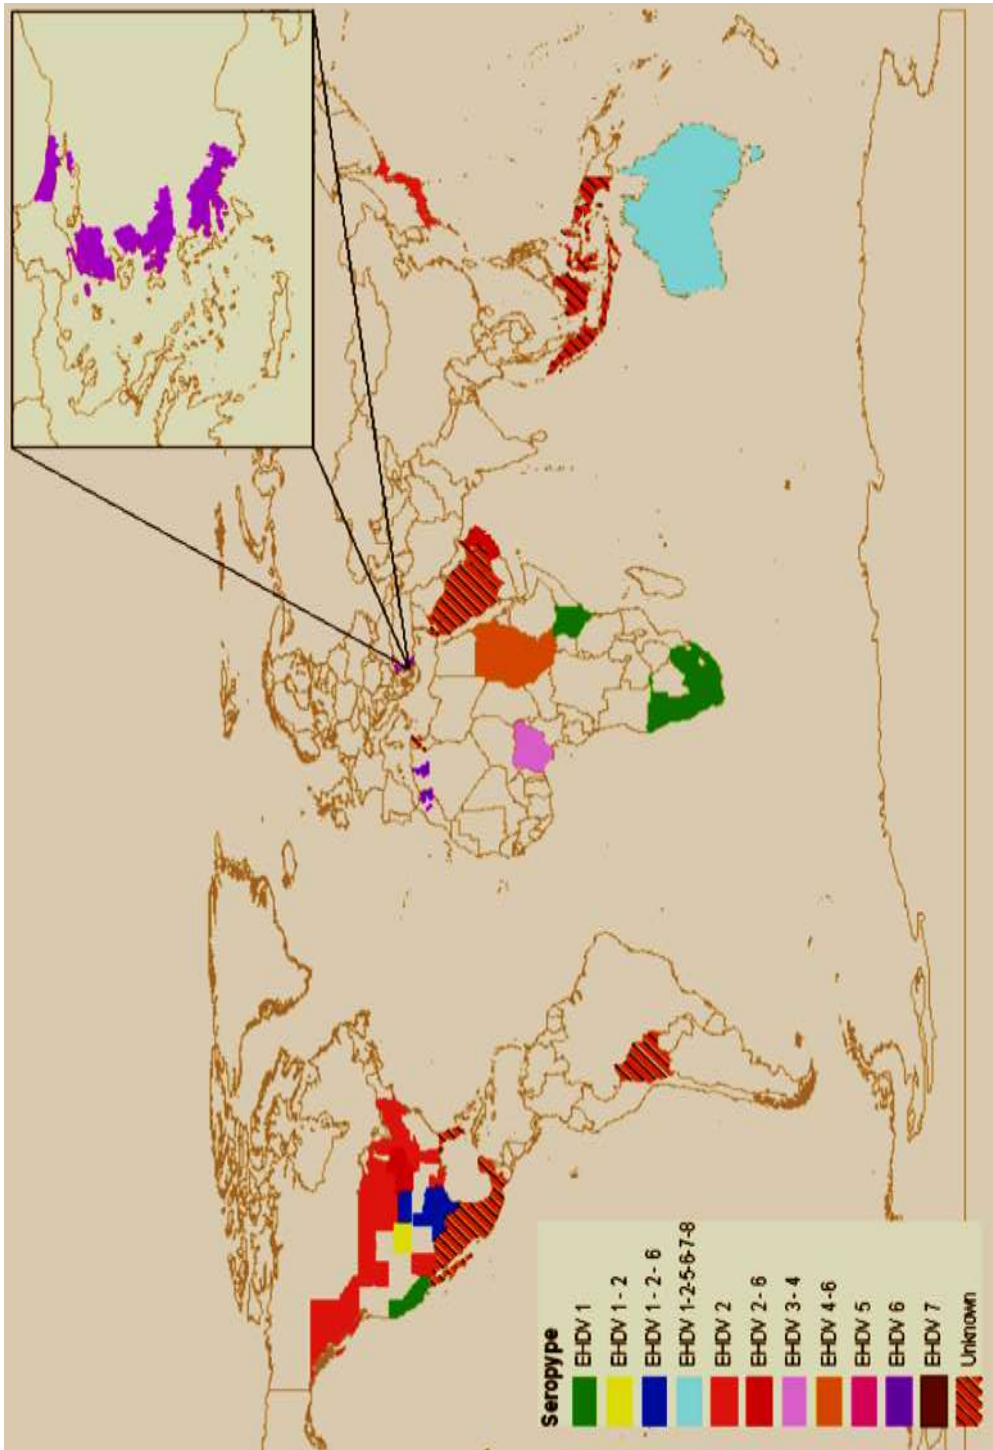 Seropype
EHDV 1
EHDV 1 - 2
EHDV 1 - 2 - 6
EHDV 1-2-5-6-7-8
EHDV 2
EHDV 2 - 6
EHDV 3 - 4
EHDV 4 -6
EHDV 5
EHDV 6
EHDV 7
Unknown